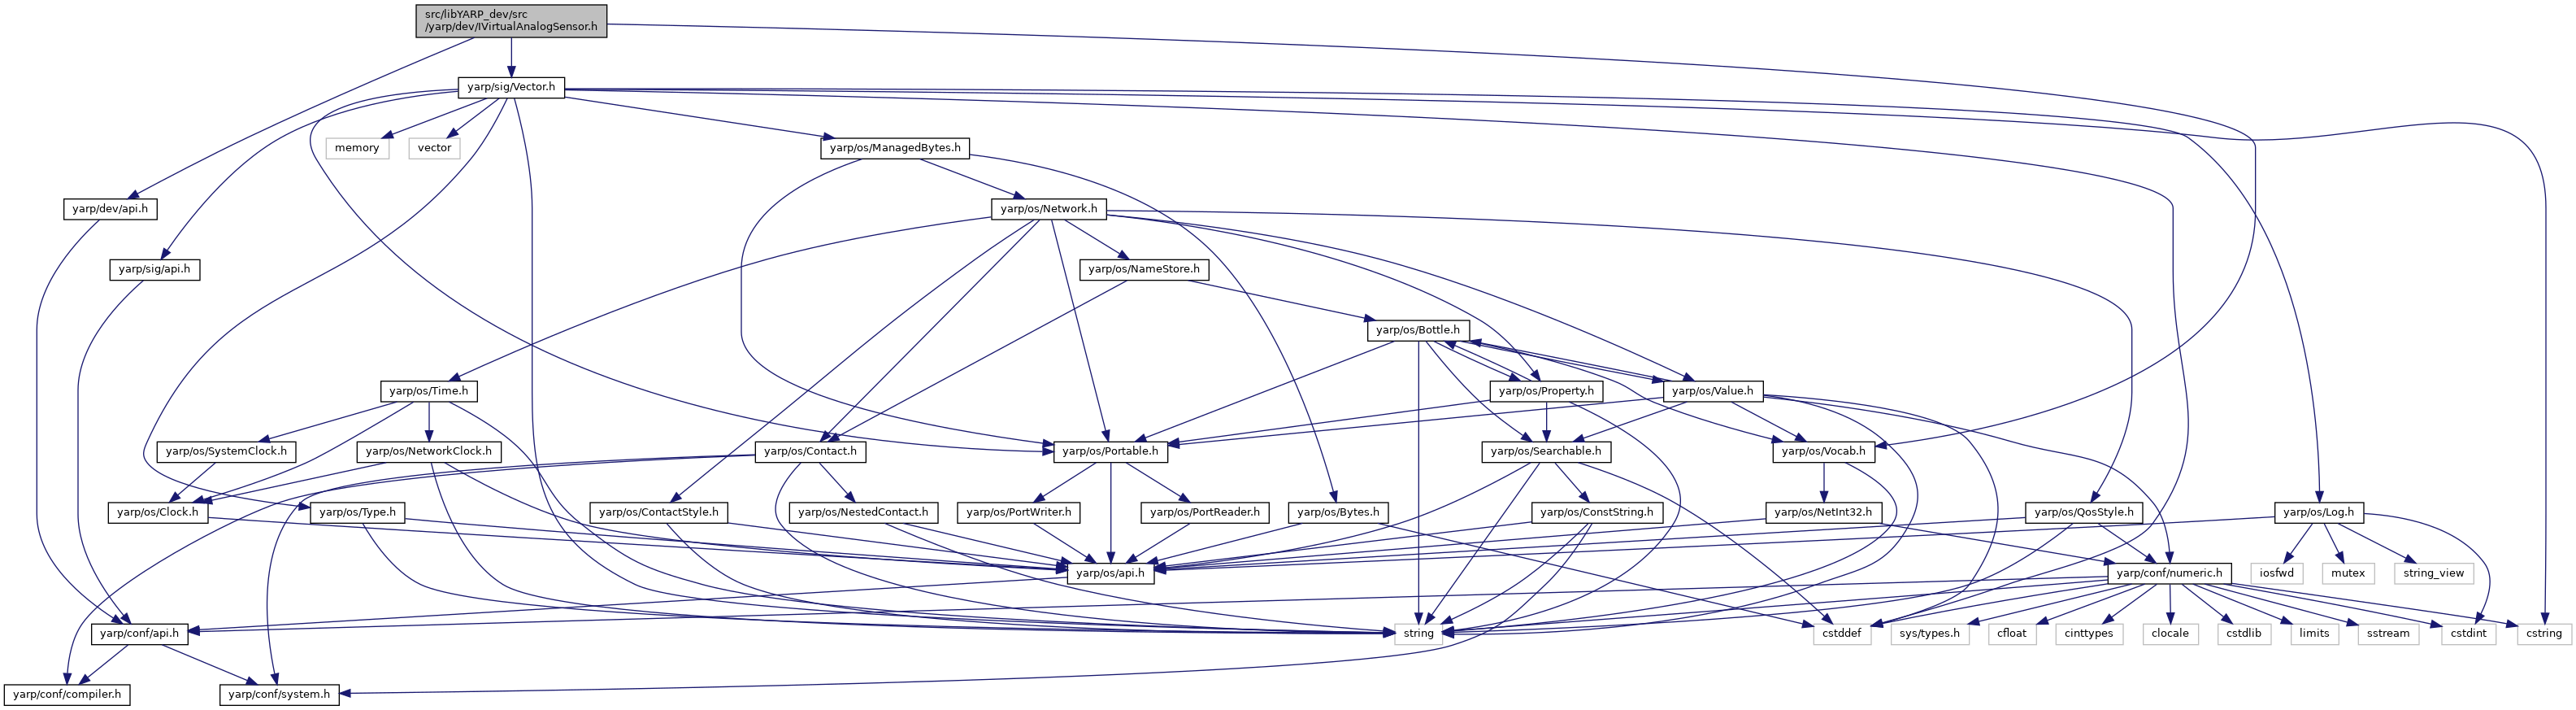 src/libYARP_dev/src
/yarp/dev/IVirtualAnalogSensor.h
yarp/sig/Vector.h
memory
vector
yarp/os/ManagedBytes.h
yarp/dev/api.h
yarp/os/Network.h
yarp/sig/api.h
yarp/os/NameStore.h
yarp/os/Bottle.h
yarp/os/Time.h
yarp/os/Property.h
yarp/os/Value.h
yarp/os/SystemClock.h
yarp/os/NetworkClock.h
yarp/os/Contact.h
yarp/os/Portable.h
yarp/os/Searchable.h
yarp/os/Vocab.h
yarp/os/Clock.h
yarp/os/Type.h
yarp/os/ContactStyle.h
yarp/os/NestedContact.h
yarp/os/PortWriter.h
yarp/os/PortReader.h
yarp/os/Bytes.h
yarp/os/ConstString.h
yarp/os/NetInt32.h
yarp/os/QosStyle.h
yarp/os/Log.h
yarp/os/api.h
yarp/conf/numeric.h
iosfwd
mutex
string_view
yarp/conf/api.h
string
cstddef
sys/types.h
cfloat
cinttypes
clocale
cstdlib
limits
sstream
cstdint
cstring
yarp/conf/compiler.h
yarp/conf/system.h